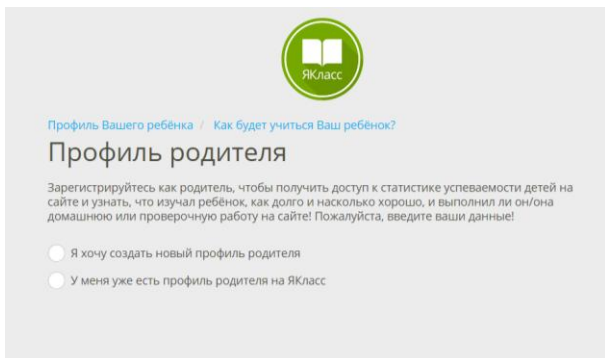 ЯКласс
Профиль Вашего ребёнка / Как будет учиться Ваш ребёнок?
Профиль родителя
Зарегистрируйтесь как родитель, чтобы получить доступ к статистике успеваемости детей на
сайте и узнать, что изучал ребёнок, как долго и насколько хорошо, и выполнил ли он/она
домашнюю или проверочную работу на сайте! Пожалуйста, введите ваши данные!
Я хочу создать новый профиль родителя
У меня уже есть профиль родителя на ЯКласс